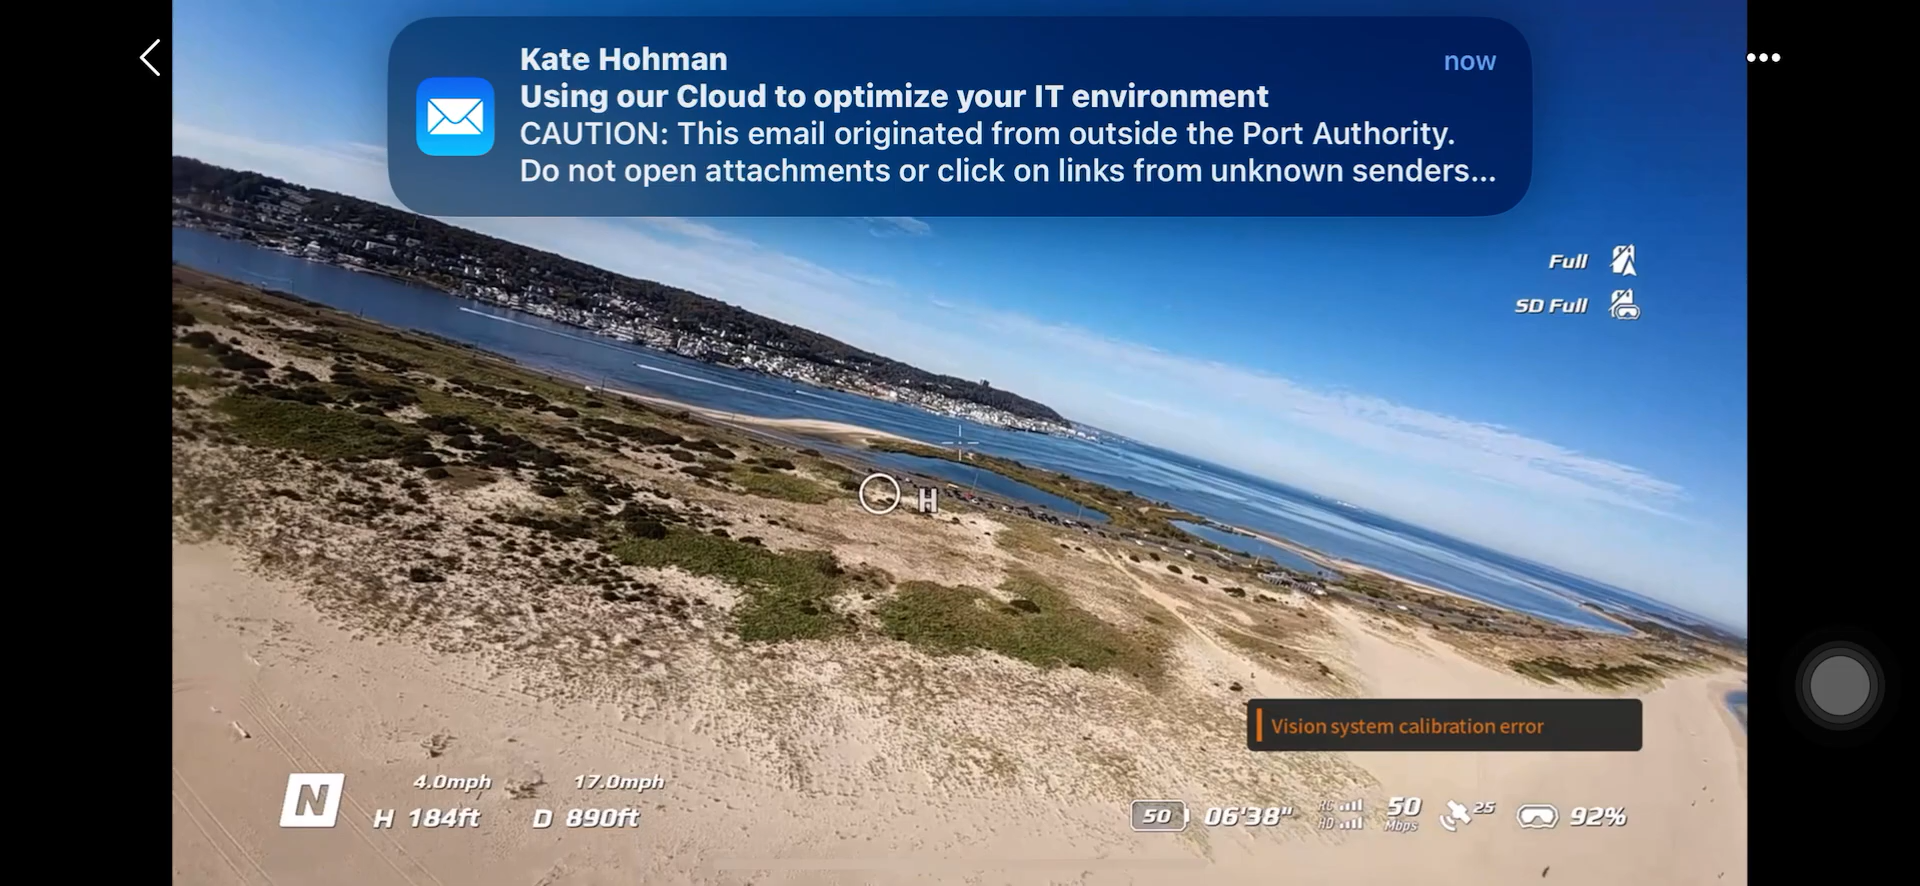 Kate Hohman
now
Using our Cloud to optimize your IT environment
CAUTION: This email originated from outside the Port Authority.
Do not open attachments or click on links from unknown senders...
Full
SD Full
H
Vision system calibration error
N
4.0mph 17.0mph
H 184ft D 890ft
50 06'38" RC HD 50 Mbps 25 92%